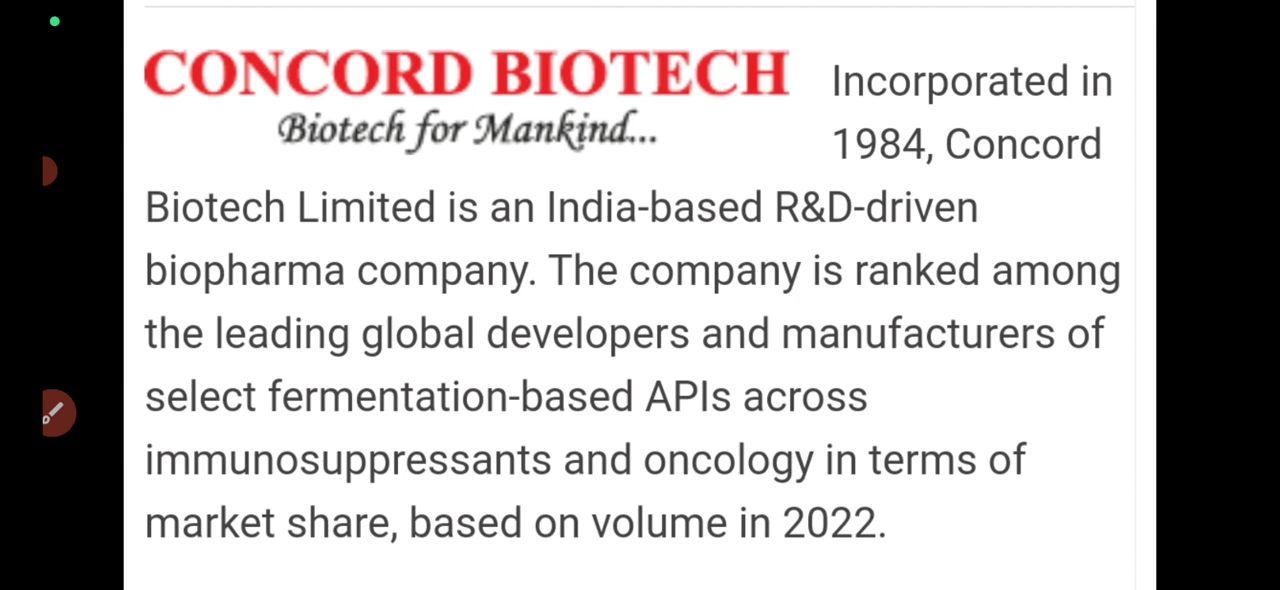 CONCORD BIOTECH
Biotech for Mankind...
Incorporated in
1984, Concord
Biotech Limited is an India-based R&D-driven
biopharma company. The company is ranked among
the leading global developers and manufacturers of
select fermentation-based APIs across
immunosuppressants and oncology in terms of
market share, based on volume in 2022.